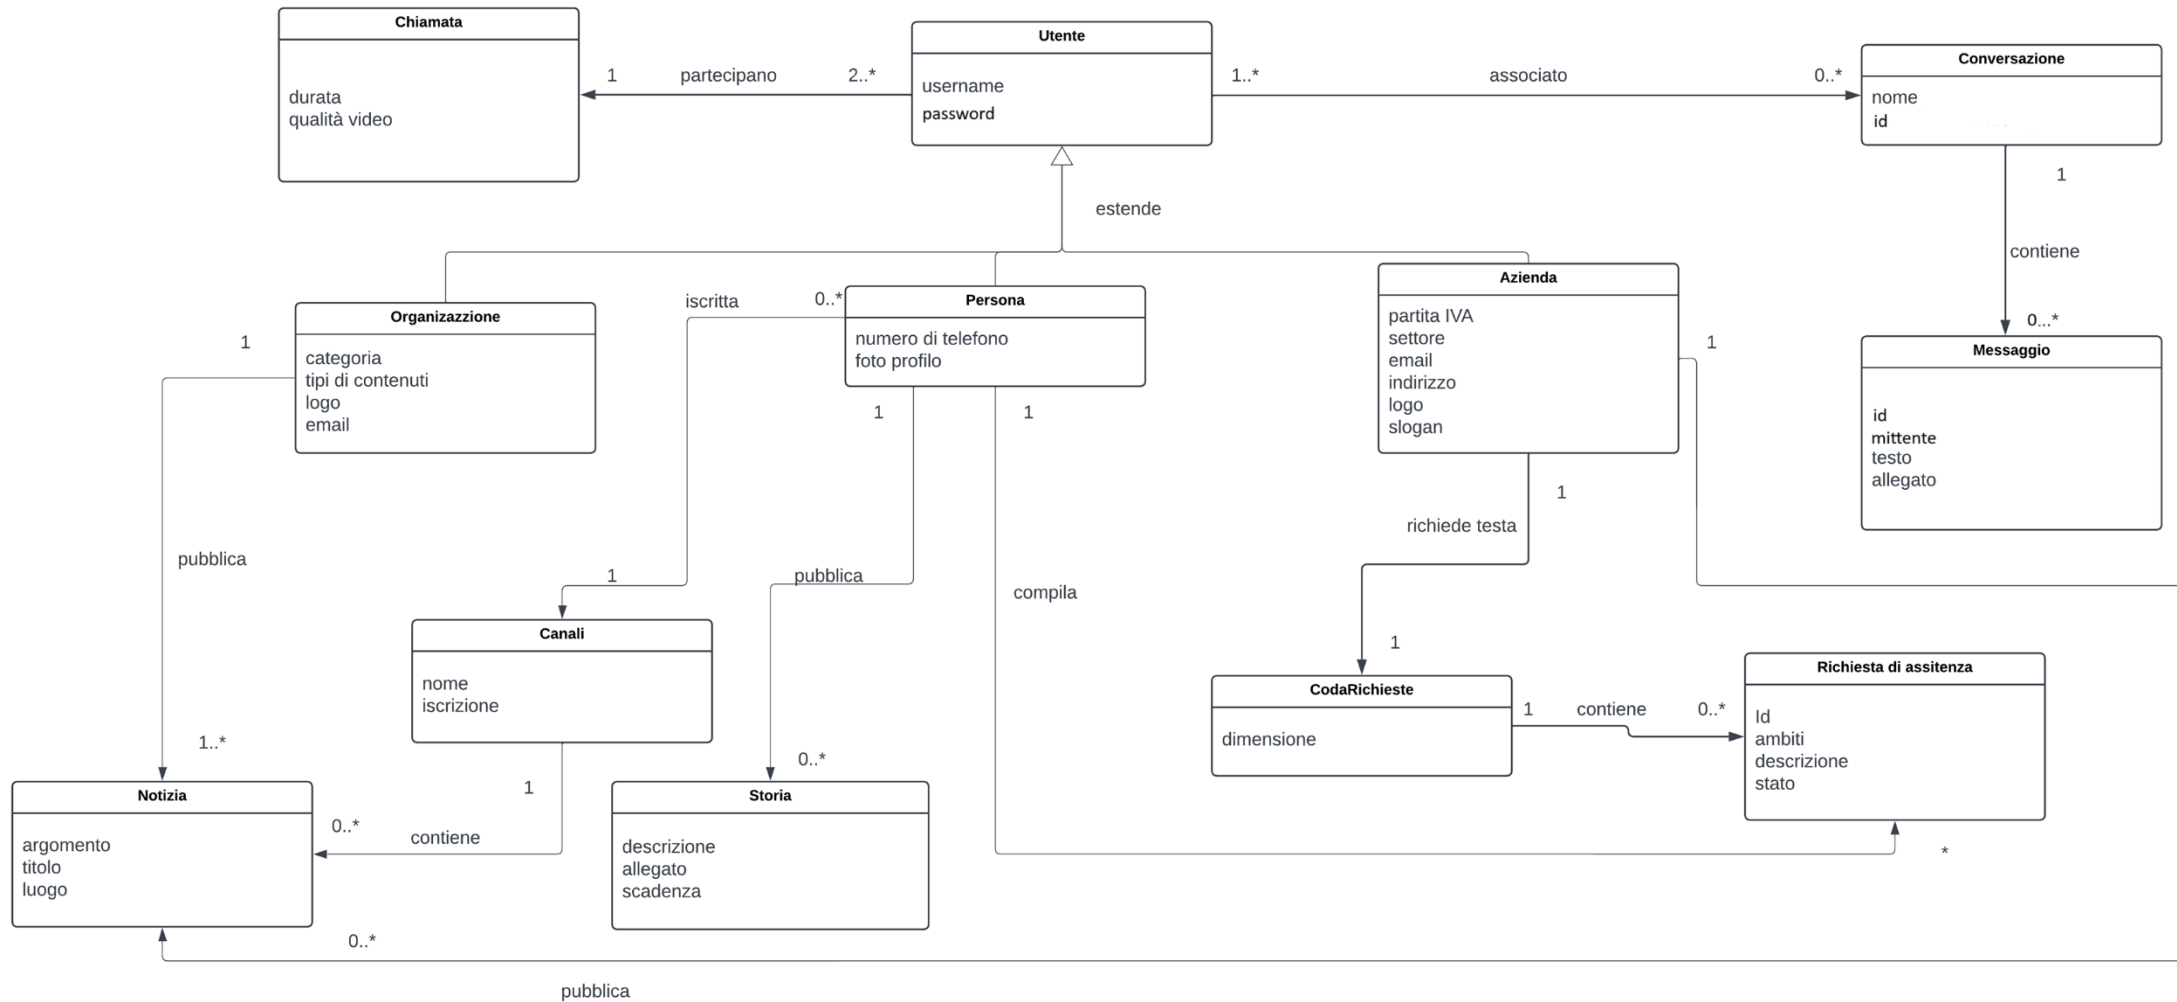 Chiamata
durata
qualità video
1
partecipano
2..*
Utente
username
password
1..*
associato
0..*
Conversazione
nome
id
1
contiene
0...*
Messaggio
id
mittente
testo
allegato
estende
Organizazzione
categoria
tipi di contenuti
logo
email
1
pubblica
1..*
iscritta
0..*
1
Persona
numero di telefono
foto profilo
1
pubblica
0..*
1
compila
*
Azienda
partita IVA
settore
email
indirizzo
logo
slogan
1
1
richiede testa
1
Canali
nome
iscrizione
1
contiene
0..*
CodaRichieste
dimensione
1
contiene
0..*
Richiesta di assitenza
Id
ambiti
descrizione
stato
Notizia
argomento
titolo
luogo
Storia
descrizione
allegato
scadenza
0..*
pubblica